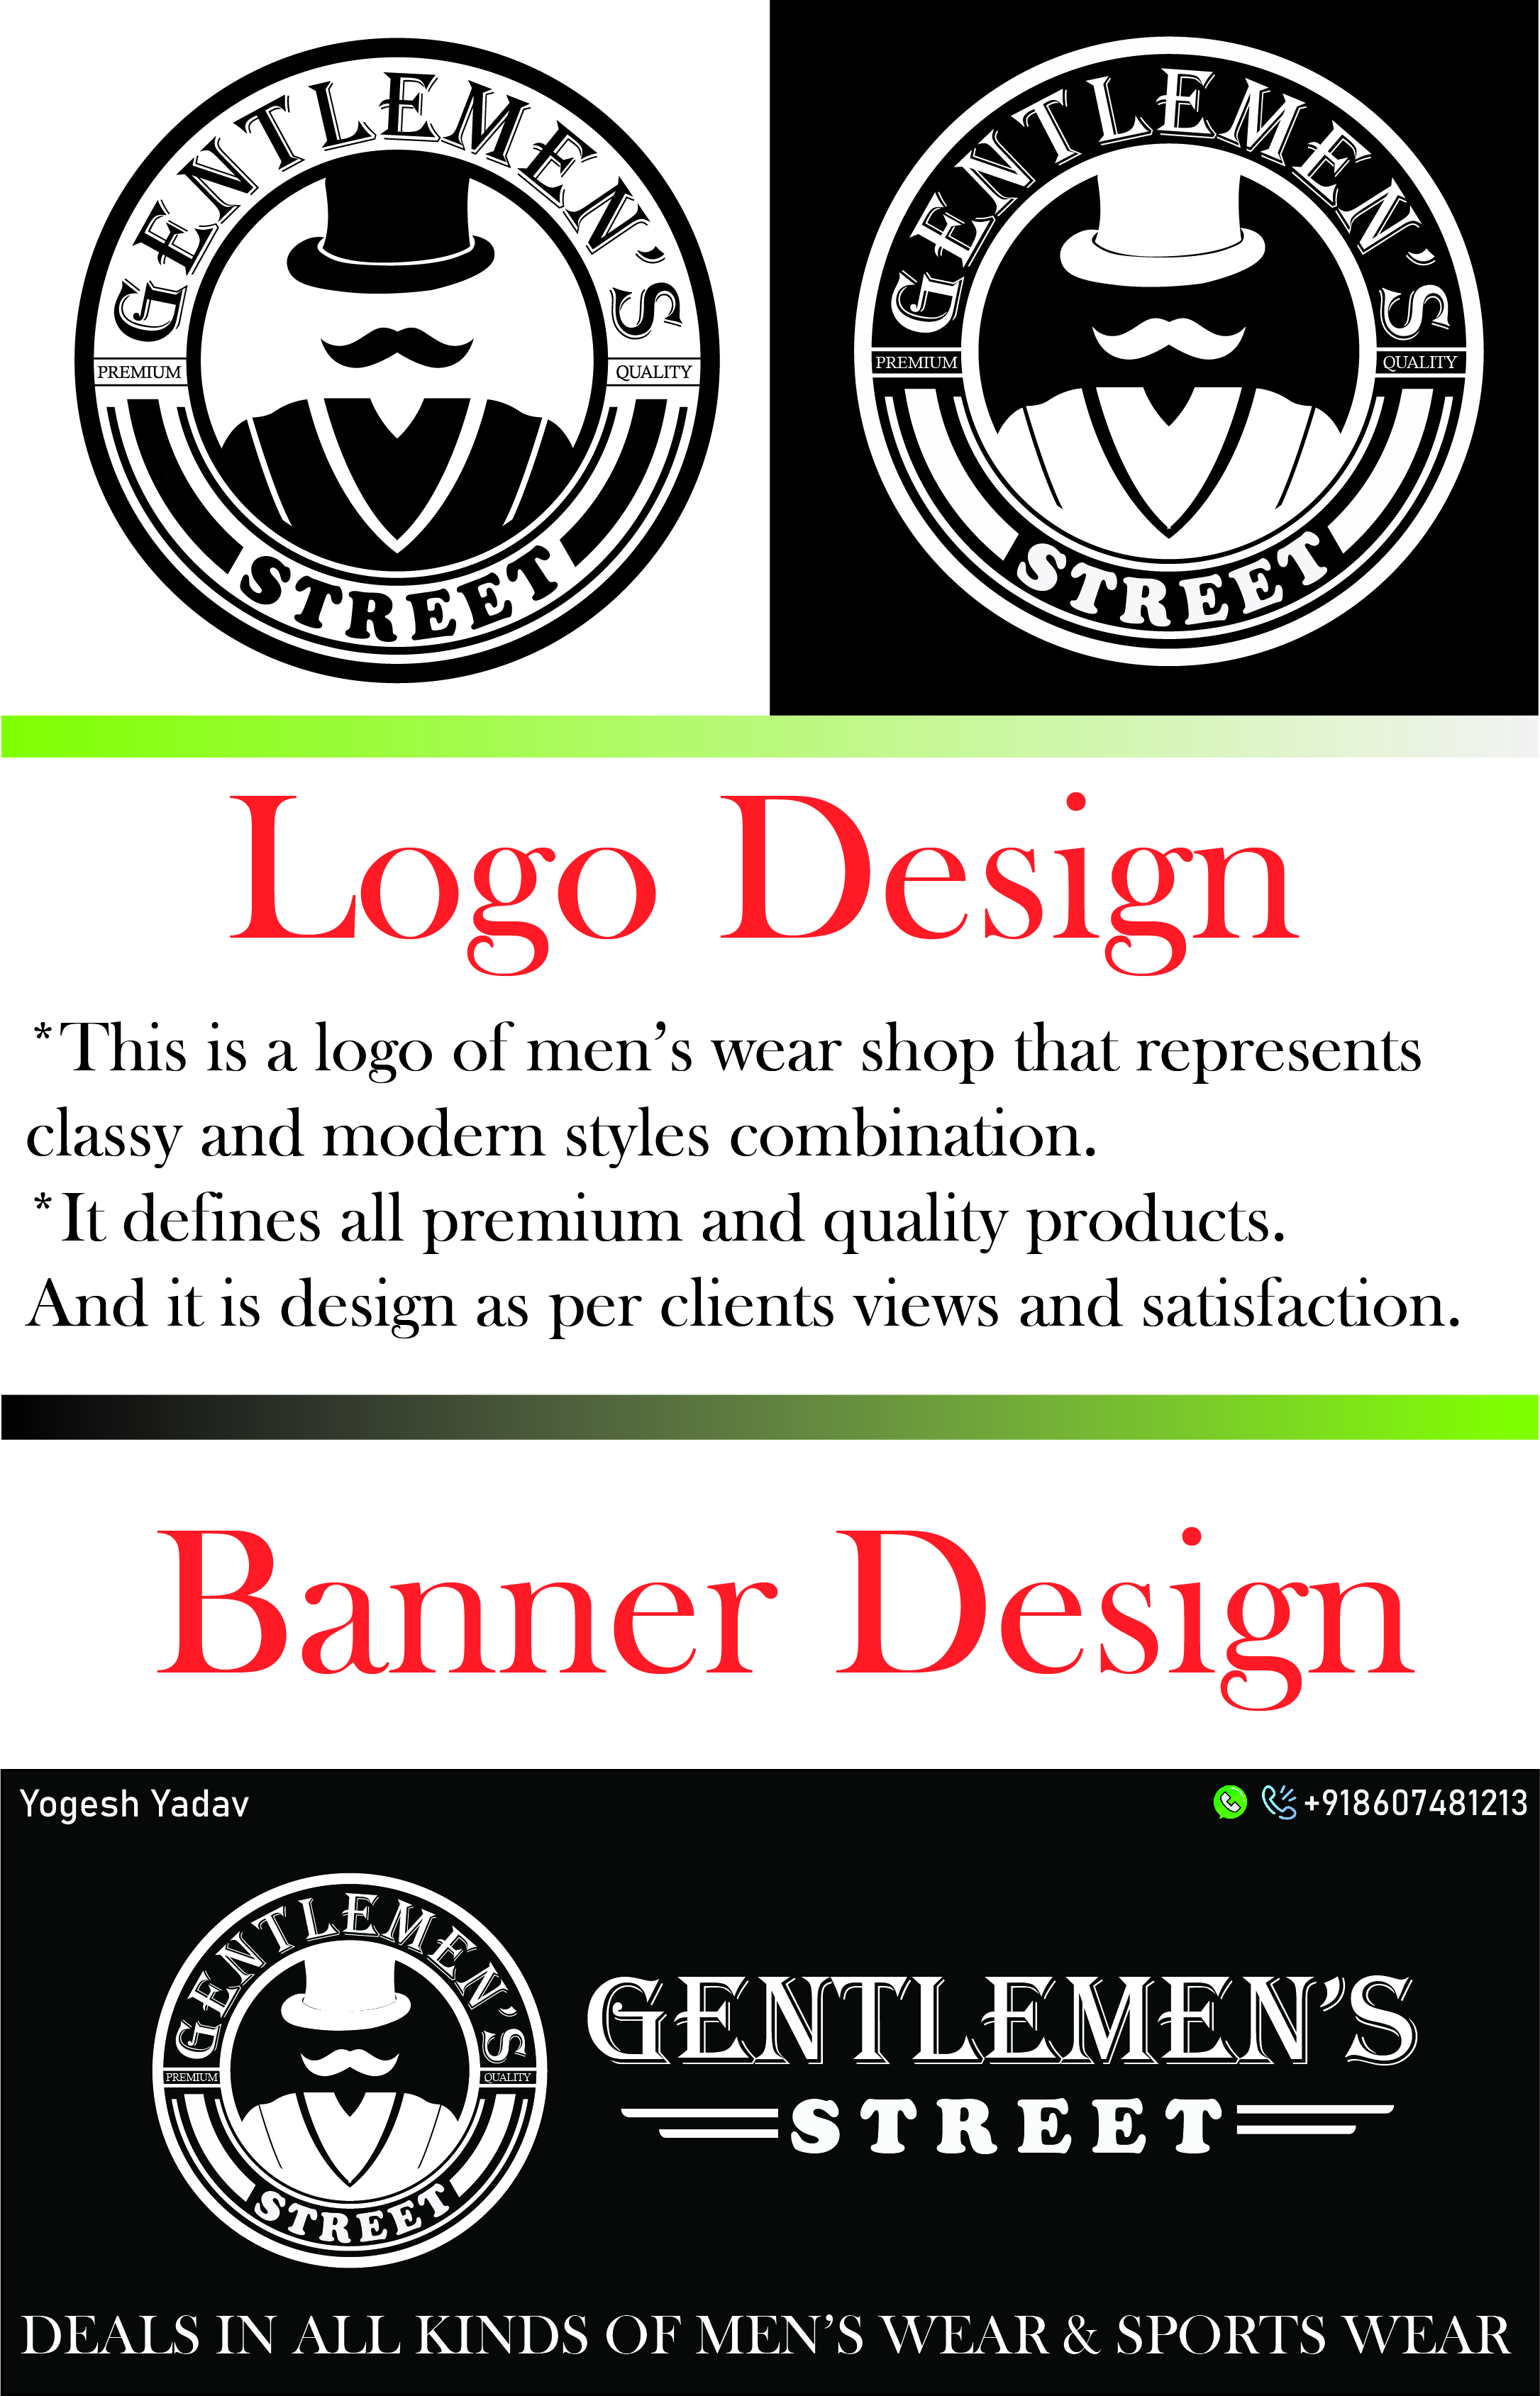 GENTLEMEN'S
PREMIUM QUALITY
STREET
GENTLEMEN'S
PREMIUM QUALITY
STREET
Logo Design
*This is a logo of men's wear shop that represents
classy and modern styles combination.
*It defines all premium and quality products.
And it is design as per clients views and satisfaction.
Banner Design
Yogesh Yadav +918607481213
GENTLEMEN'S
PREMIUM QUALITY
STREET
GENTLEMEN'S
STREET
DEALS IN ALL KINDS OF MEN'S WEAR & SPORTS WEAR